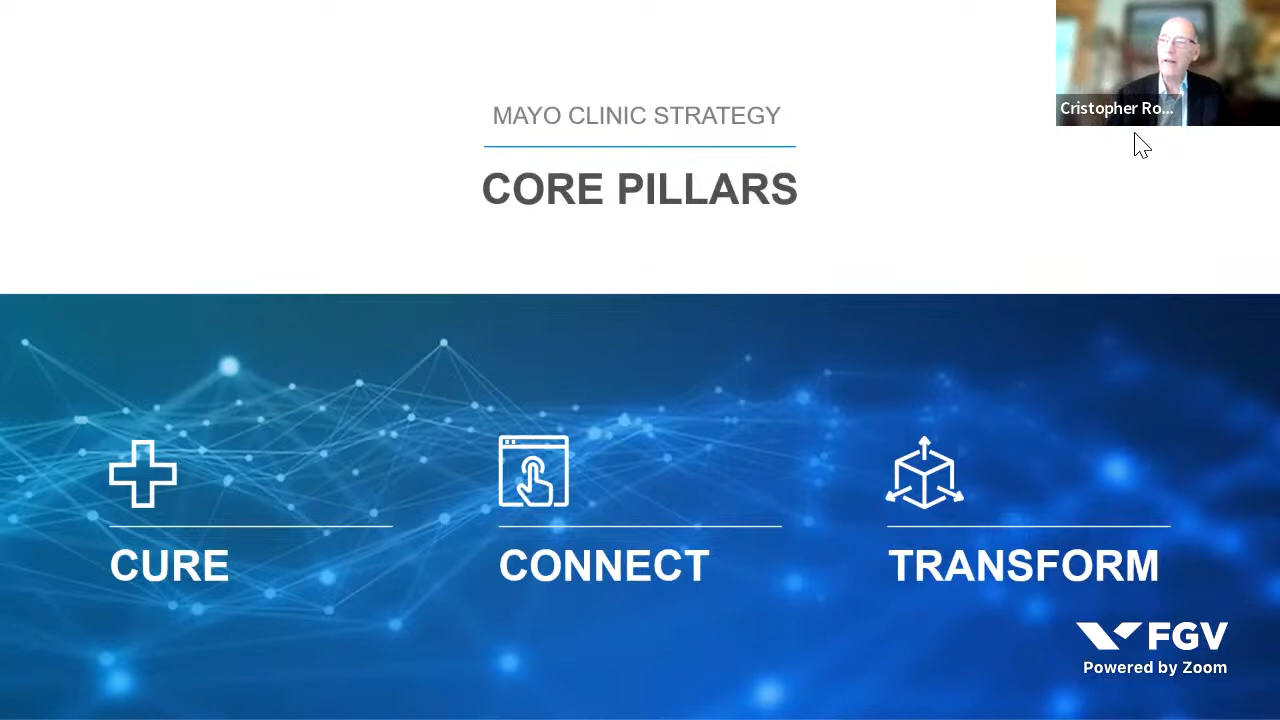 MAYO CLINIC STRATEGY
CORE PILLARS
Cristopher Ro...
CURE
CONNECT
TRANSFORM
FGV
Powered by Zoom